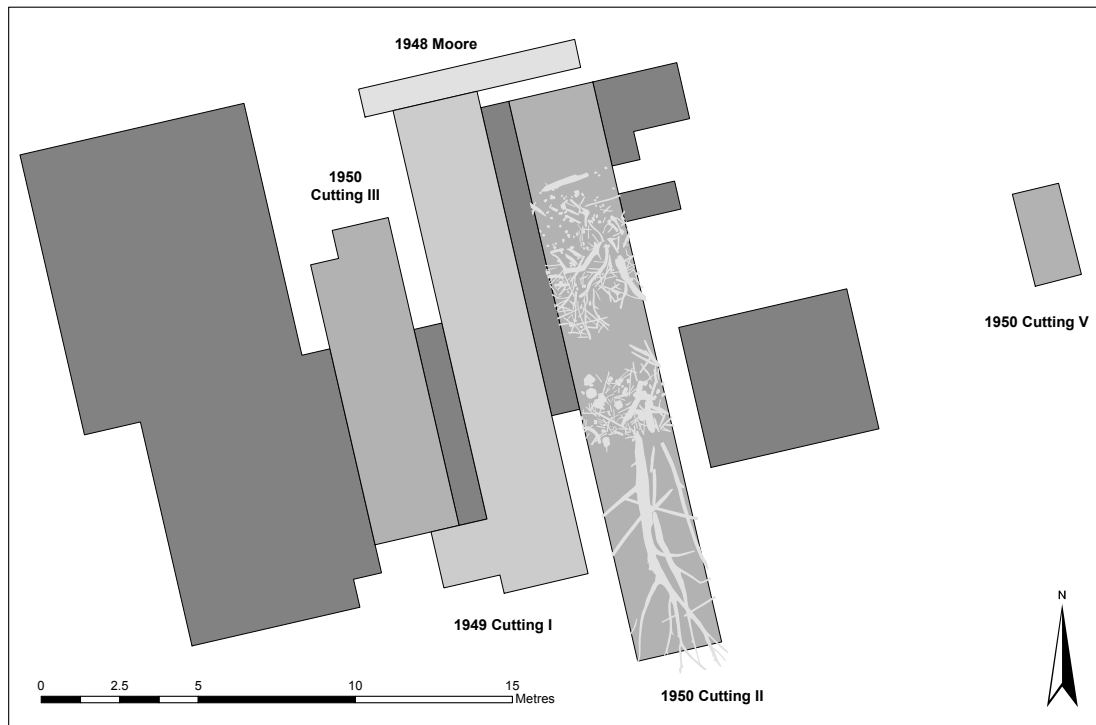 1948 Moore
1950
Cutting III
1950 Cutting V
1949 Cutting I
1950 Cutting II
N
0 2.5 5 10 15
Metres